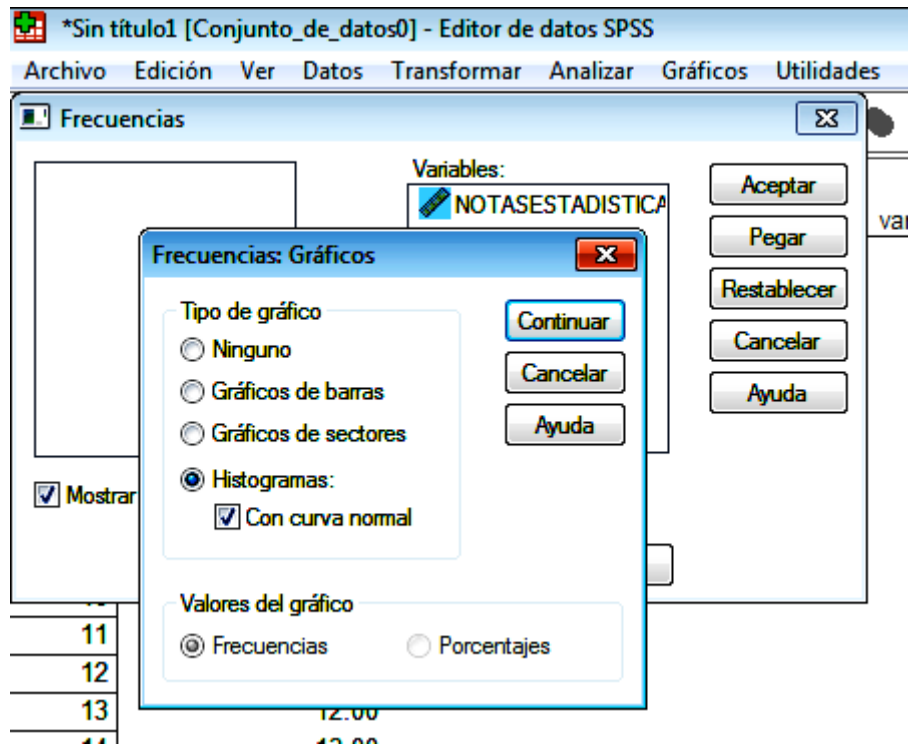 *Sin título1 [Conjunto_de_datos0] - Editor de datos SPSS
Archivo Edición Ver Datos Transformar Analizar Gráficos Utilidades
Frecuencias
Variables:
NOTASESTADISTICA
Aceptar
Pegar
Restablecer
Cancelar
Ayuda
Mostrar
var
Frecuencias: Gráficos
Tipo de gráfico
Ninguno
Gráficos de barras
Gráficos de sectores
Histogramas:
Con curva normal
Continuar
Cancelar
Ayuda
Valores del gráfico
Frecuencias Porcentajes
11
12
13 12.00